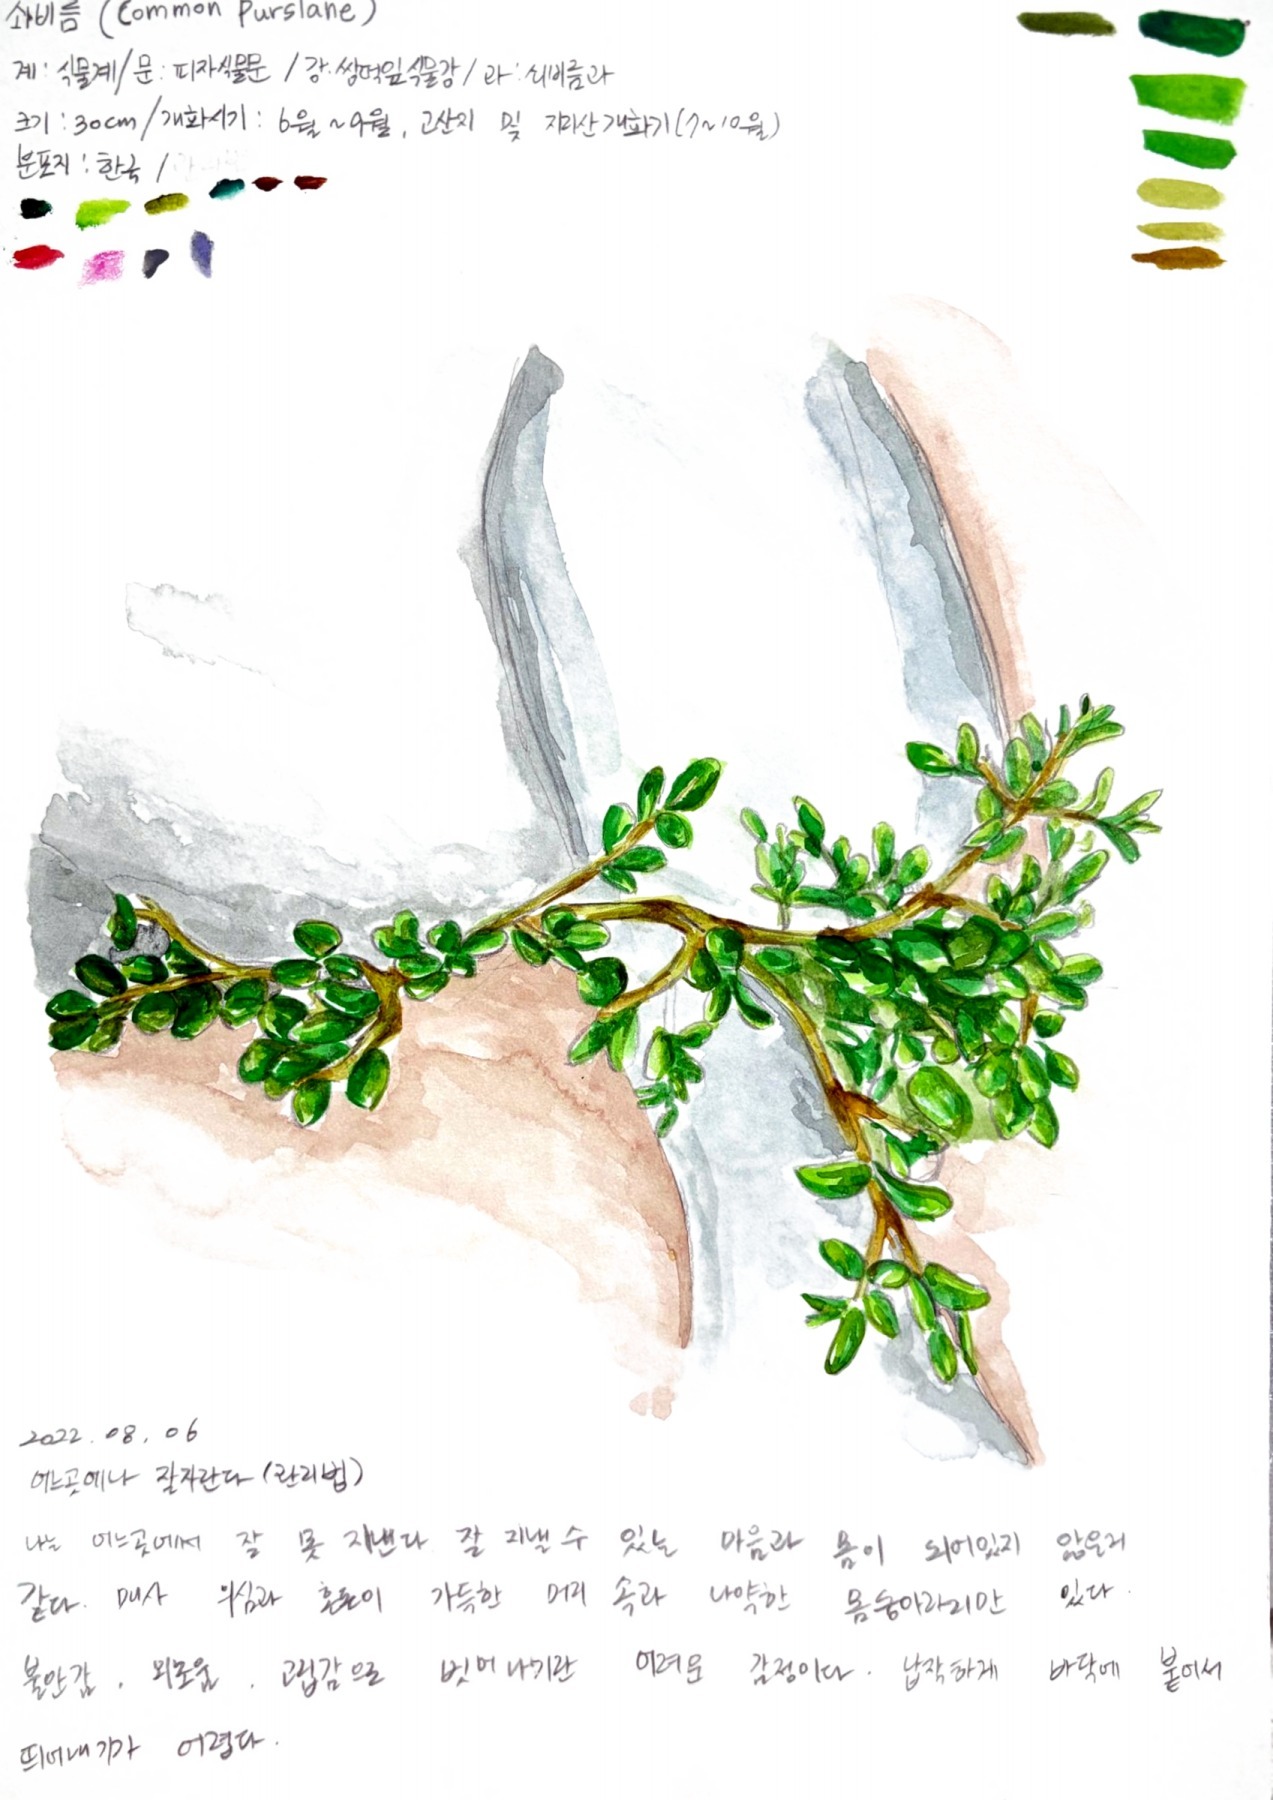 쇠비름 (Common Purslane)
계: 식물계/문: 피자식물문 / 강: 쌍떡잎식물강 / 과: 쇠비름과
크기: 30cm/개화시기: 6월 ~9월, 고산지 및 개화기(7~10월)
분포지: 한국 /
2022. 08. 06
어느곳에나 잘자란다 (관리법)
나는 어느곳에서 잘 못 지낸다 잘 지낼 수 있는 마음과 몸이 되어있지 않은거
같다. 매사 의심과 혼돈이 가득한 머리 속과 나약한 몸뚱아리만 있다.
불안감, 외로움, 고립감으로 벗어나기란 어려운 감정이다. 납작하게 바닥에 붙어서
띄어내기가 어렵다.